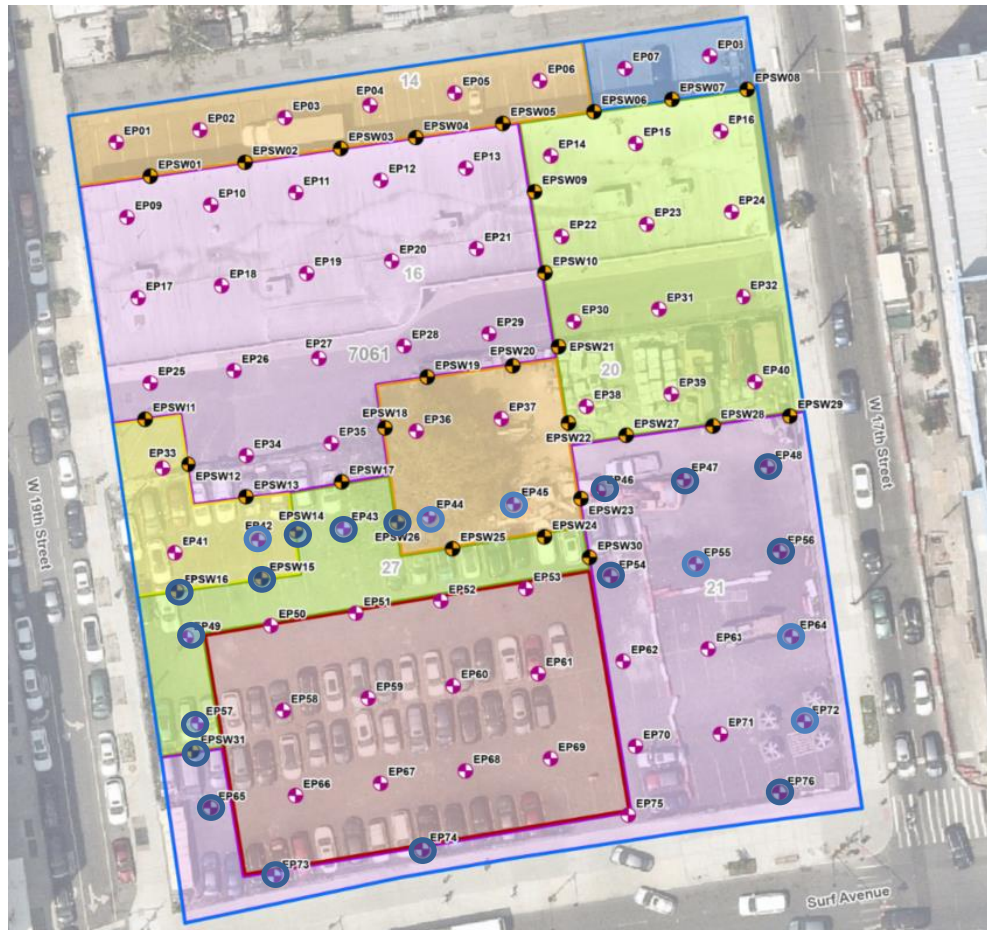 14
EP01
EP02
EP03
EP04
EP05
EP06
EP07
EP08
EPSW01
EPSW02
EPSW03
EPSW04
EPSW05
EPSW06
EPSW07
EPSW08
EP09
EP10
EP11
EP12
EP13
EP14
EP15
EP16
EPSW09
EP17
EP18
EP19
EP20
EP21
EP22
EP23
EP24
16
EPSW10
7061
EP25
EP26
EP27
EP28
EP29
EP30
EP31
EP32
EPSW19
EPSW20
EPSW21
20
EPSW11
EPSW18
EP33
EP34
EP35
EP36
EP37
EP38
EP39
EP40
EPSW12
EPSW13
EPSW17
EPSW22
EPSW27
EPSW28
EPSW29
EP41
EP42
EPSW14
EP43
EPSW26
EP44
EP45
EP46
EP47
EP48
EPSW23
EPSW16
EPSW15
27
EPSW25
EPSW24
EPSW30
EP49
EP50
EP51
EP52
EP53
EP54
EP55
EP56
21
EP57
EP58
EP59
EP60
EP61
EP62
EP63
EP64
EPSW31
EP65
EP66
EP67
EP68
EP69
EP70
EP71
EP72
EP73
EP74
EP75
EP76
W 19th Street
W 17th Street
Surf Avenue